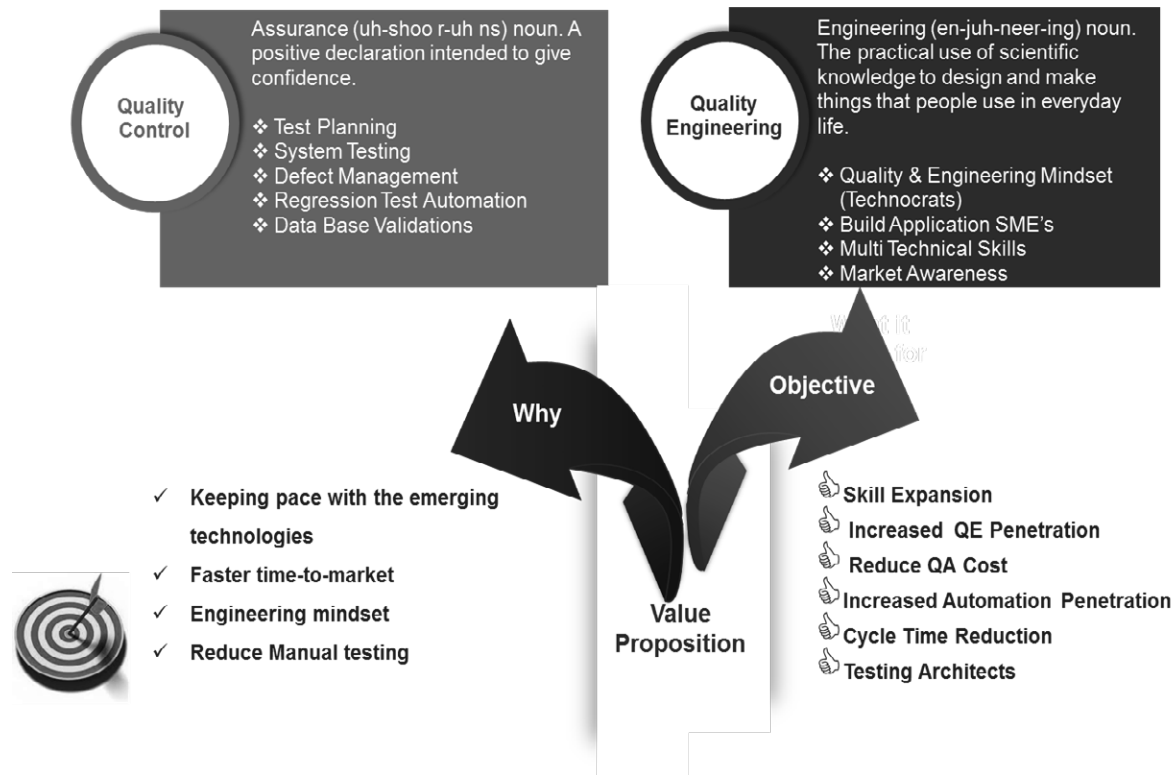 Quality
Control
Assurance (uh-shoo r-uh ns) noun. A
positive declaration intended to give
confidence.
❖ Test Planning
❖ System Testing
❖ Defect Management
❖ Regression Test Automation
❖ Data Base Validations
Quality
Engineering
Engineering (en-juh-neer-ing) noun.
The practical use of scientific
knowledge to design and make
things that people use in everyday
life.
❖ Quality & Engineering Mindset
(Technocrats)
❖ Build Application SME's
❖ Multi Technical Skills
❖ Market Awareness
it
for
Why
Objective
✓ Keeping pace with the emerging
technologies
✓ Faster time-to-market
✓ Engineering mindset
✓ Reduce Manual testing
Value
Proposition
Skill Expansion
Increased QE Penetration
Reduce QA Cost
Increased Automation Penetration
Cycle Time Reduction
Testing Architects